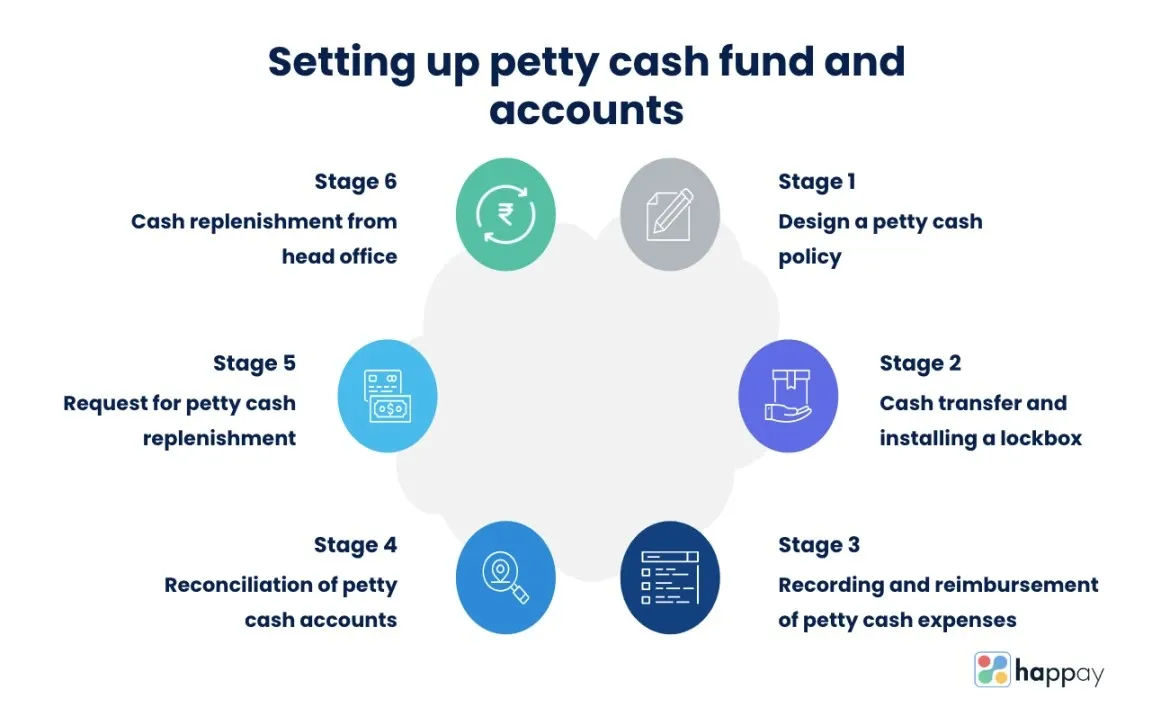 Setting up petty cash fund and
accounts
Stage 1
Design a petty cash
policy
Stage 2
Cash transfer and
installing a lockbox
Stage 3
Recording and reimbursement
of petty cash expenses
Stage 4
Reconciliation of petty
cash accounts
Stage 5
Request for petty cash
replenishment
Stage 6
Cash replenishment from
head office
₹
$
happay